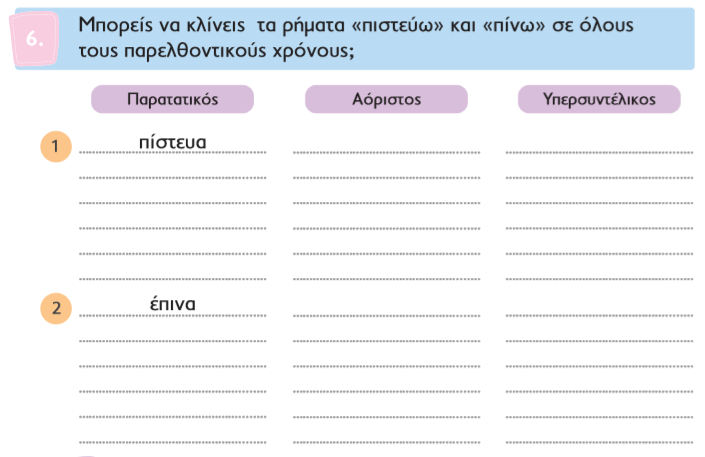 6.
Μπορείς να κλίνεις τα ρήματα «πιστεύω» και «πίνω» σε όλους
τους παρελθοντικούς χρόνους;
Παρατατικός Αόριστος Υπερσυντέλικος
1 πίστευα
2 έπινα